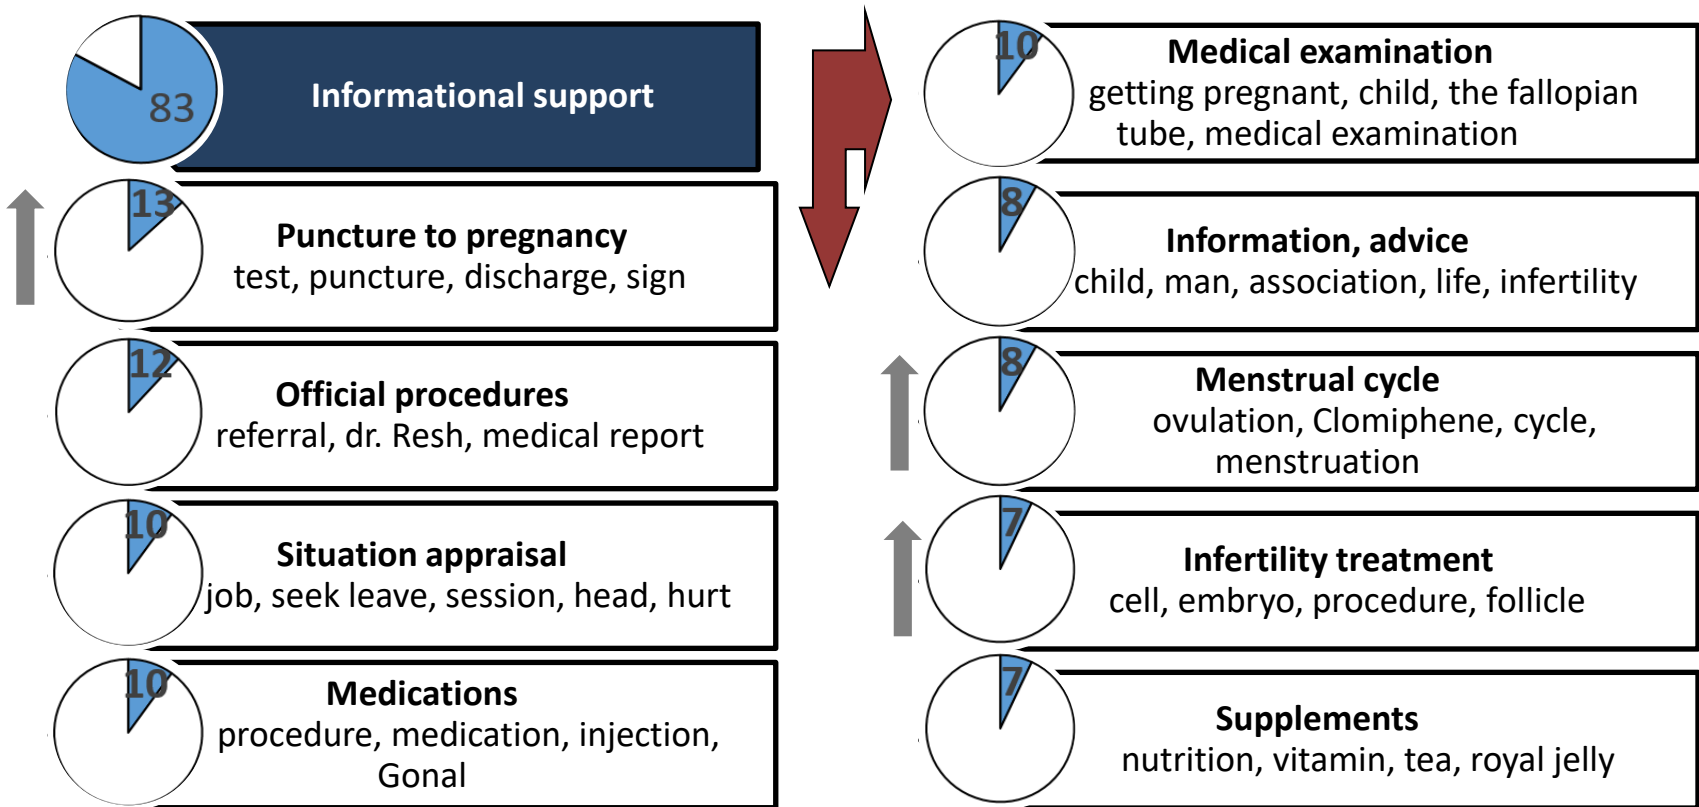 83
Informational support
13
Puncture to pregnancy
test, puncture, discharge, sign
12
Official procedures
referral, dr. Resh, medical report
10
Situation appraisal
job, seek leave, session, head, hurt
10
Medications
procedure, medication, injection,
Gonal
10
Medical examination
getting pregnant, child, the fallopian
tube, medical examination
8
Information, advice
child, man, association, life, infertility
8
Menstrual cycle
ovulation, Clomiphene, cycle,
menstruation
7
Infertility treatment
cell, embryo, procedure, follicle
7
Supplements
nutrition, vitamin, tea, royal jelly